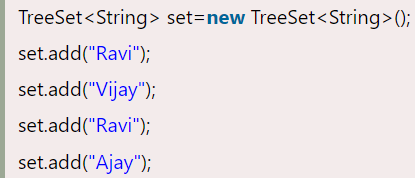 TreeSet<String> set=new TreeSet<String>();
set.add("Ravi");
set.add("Vijay");
set.add("Ravi");
set.add("Ajay");